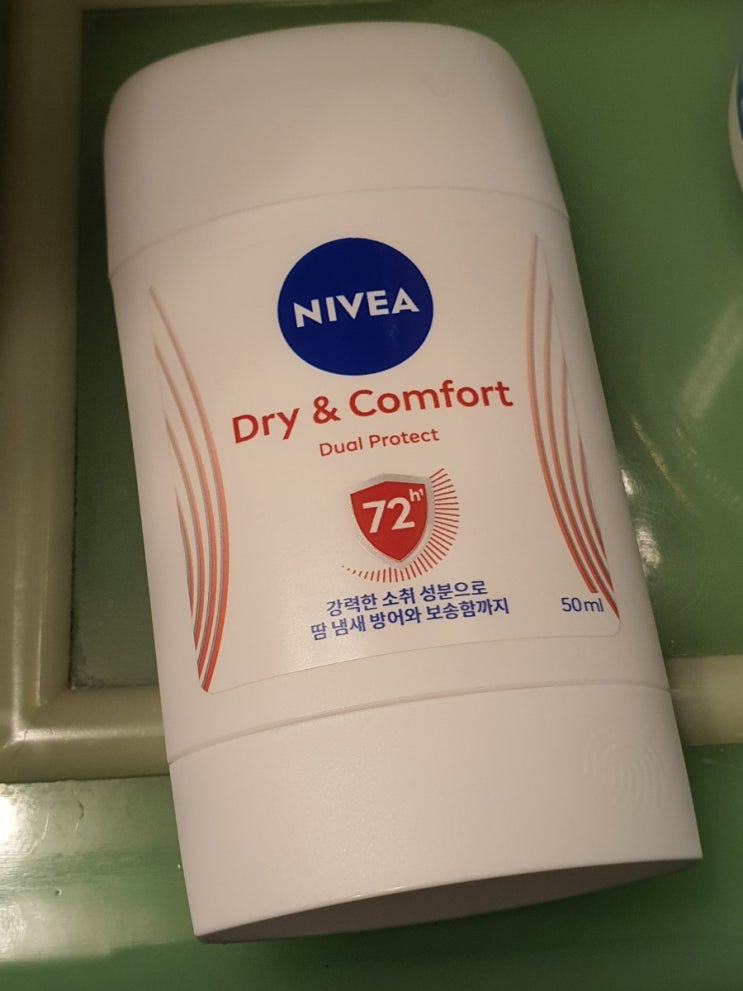 NIVEA
Dry & Comfort
Dual Protect
72h¹
강력한 소취 성분으로
땀 냄새 방어와 보송함까지
50ml